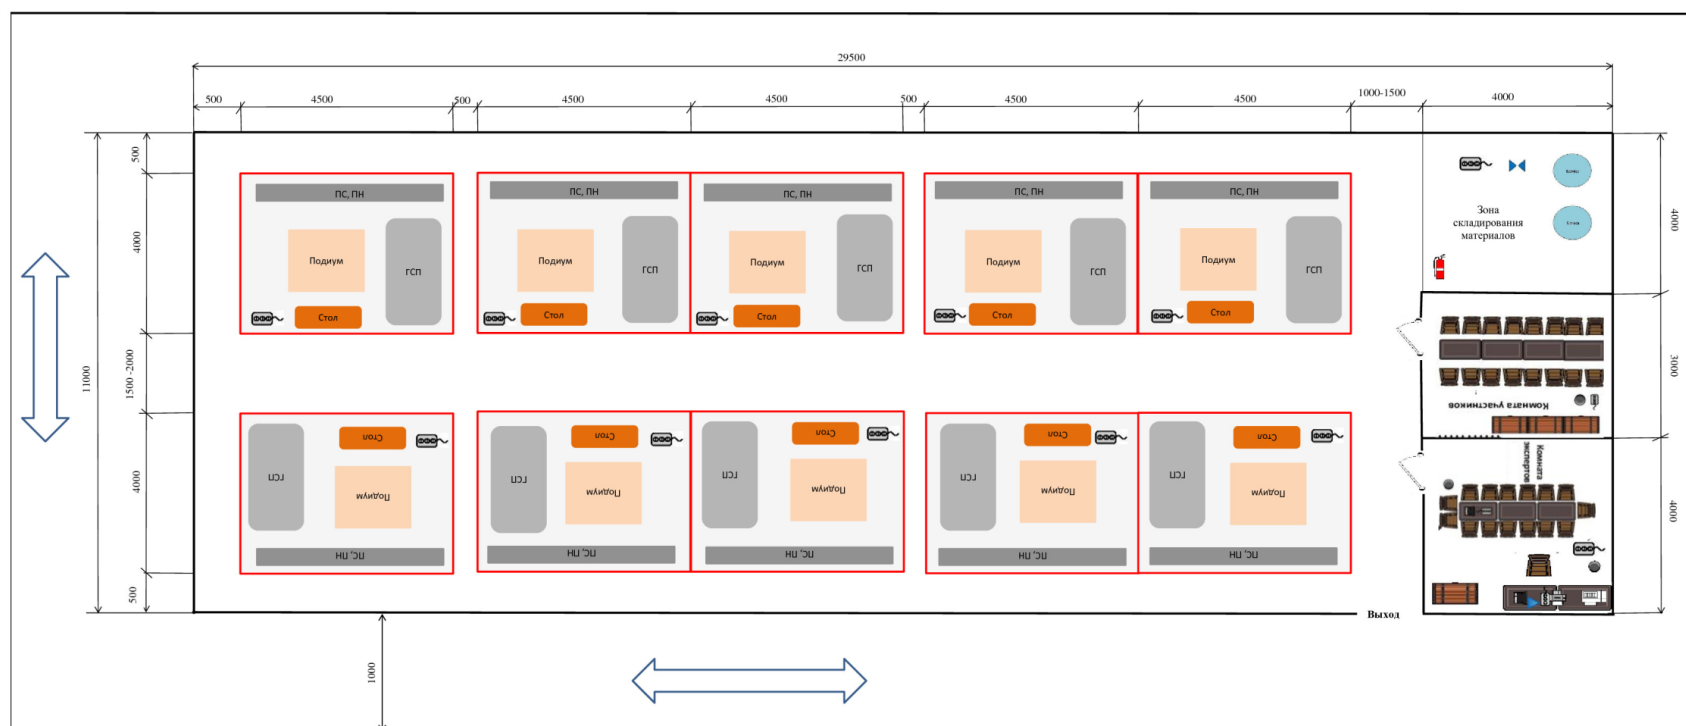 29500
500
4500
500
4500
4500
500
4500
4500
1000-1500
4000
500
4000
1500 -2000
4000
500
11000
1000
ПС, ПН
Подиум
ГСП
Стол
ПС, ПН
Подиум
ГСП
Стол
ПС, ПН
Подиум
ГСП
Стол
ПС, ПН
Подиум
ГСП
Стол
ПС, ПН
Подиум
ГСП
Стол
Зона
складирования
материалов
4000
3000
4000
Стол
ГСП
Подиум
ПС, ПН
Стол
ГСП
Подиум
ПС, ПН
Стол
ГСП
Подиум
ПС, ПН
Стол
ГСП
Подиум
ПС, ПН
Стол
ГСП
Подиум
ПС, ПН
Комната участников
Комната
экспертов
Выход